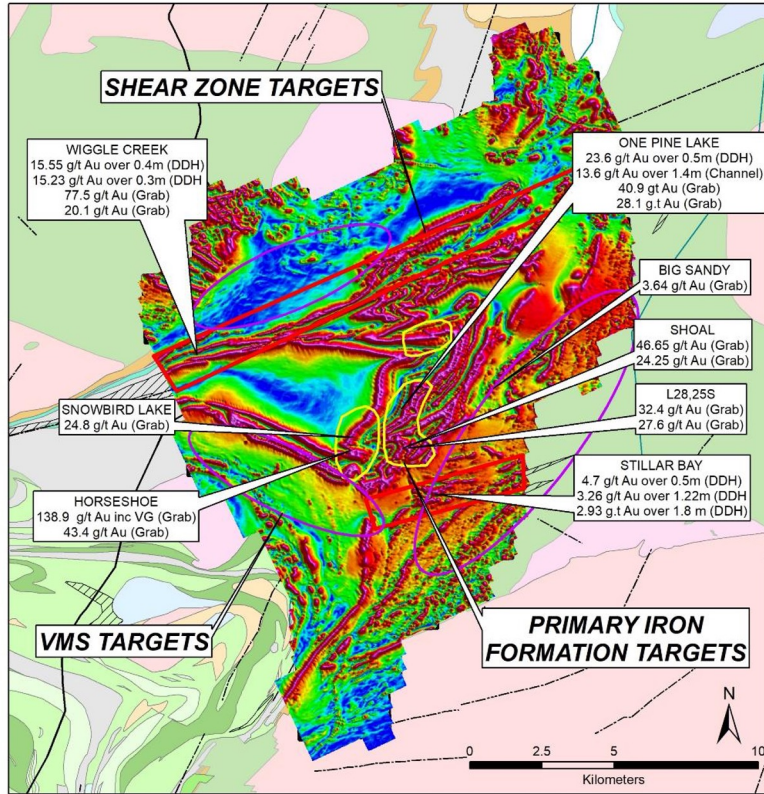 SHEAR ZONE TARGETS
WIGGLE CREEK
15.55 g/t Au over 0.4m (DDH)
15.23 g/t Au over 0.3m (DDH
77.5 g/t Au (Grab)
20.1 g/t Au (Grab)
ONE PINE LAKE
23.6 g/t Au over 0.5m (DDH)
13.6 g/t Au over 1.4m (Channel)
40.9 gt Au (Grab)
28.1 g.t Au (Grab)
BIG SANDY
3.64 g/t Au (Grab)
SHOAL
46.65 g/t Au (Grab)
24.25 g/t Au (Grab)
SNOWBIRD LAKE
24.8 g/t Au (Grab)
L28,25S
32.4 g/t Au (Grab)
27.6 g/t Au (Grab)
STILLAR BAY
4.7 g/t Au over 0.5m (DDH)
3.26 g/t Au over 1.22m (DDH)
2.93 g.t Au over 1.8 m (DDH)
HORSESHOE
138.9 g/t Au inc VG (Grab)
43.4 g/t Au (Grab)
VMS TARGETS
PRIMARY IRON
FORMATION TARGETS
N
0 2.5 5 10
Kilometers